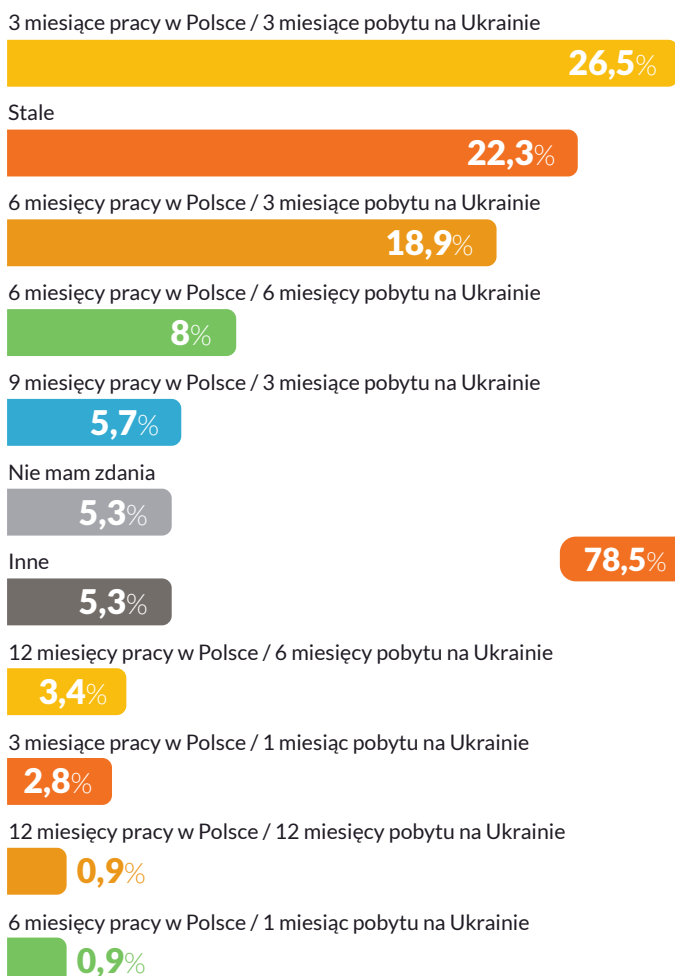 3 miesiące pracy w Polsce / 3 miesiące pobytu na Ukrainie
26,5%
Stale
22,3%
6 miesięcy pracy w Polsce / 3 miesiące pobytu na Ukrainie
18,9%
6 miesięcy pracy w Polsce / 6 miesięcy pobytu na Ukrainie
8%
9 miesięcy pracy w Polsce / 3 miesiące pobytu na Ukrainie
5,7%
Nie mam zdania
5,3%
Inne
78,5%
5,3%
12 miesięcy pracy w Polsce / 6 miesięcy pobytu na Ukrainie
3,4%
3 miesiące pracy w Polsce / 1 miesiąc pobytu na Ukrainie
2,8%
12 miesięcy pracy w Polsce / 12 miesięcy pobytu na Ukrainie
0,9%
6 miesięcy pracy w Polsce / 1 miesiąc pobytu na Ukrainie
0,9%